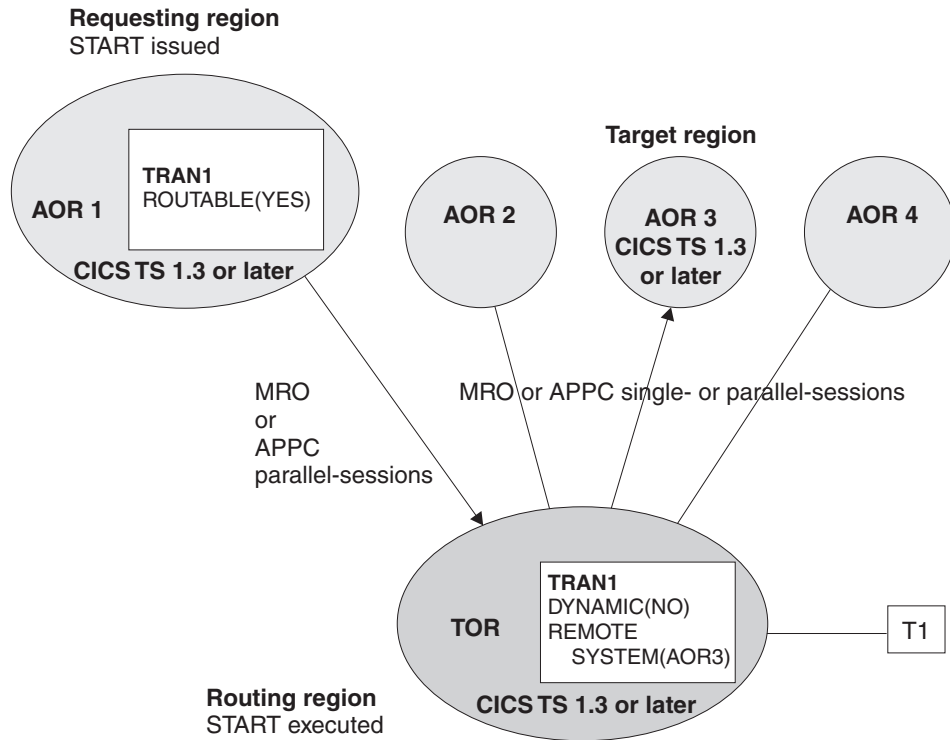 Requesting region
START issued
TRAN1
ROUTABLE(YES)
AOR 1
CICS TS 1.3 or later
AOR 2
Target region
AOR 3
CICS TS 1.3
or later
AOR 4
MRO
or
APPC
parallel-sessions
MRO or APPC single- or parallel-sessions
TOR
TRAN1
DYNAMIC(NO)
REMOTE
SYSTEM(AOR3)
T1
Routing region
START executed
CICS TS 1.3 or later